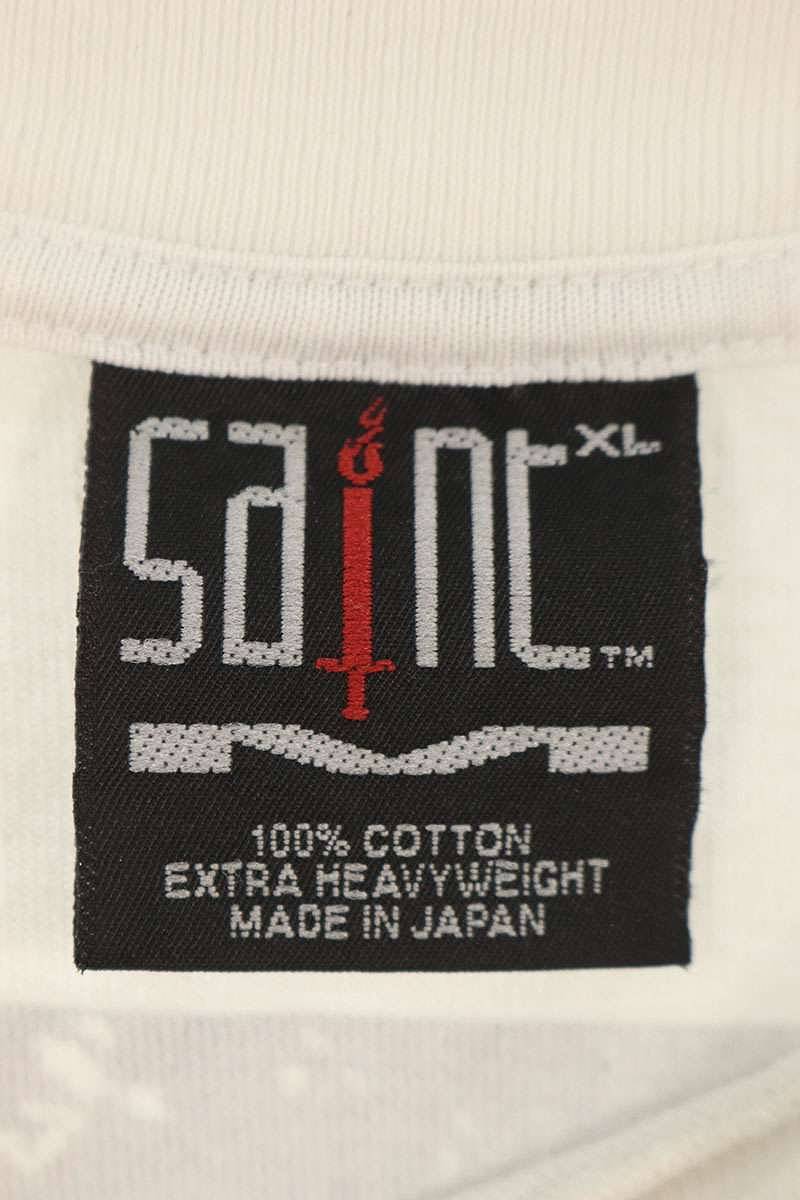 SaiNt XL
TM
100% COTTON
EXTRA HEAVYWEIGHT
MADE IN JAPAN